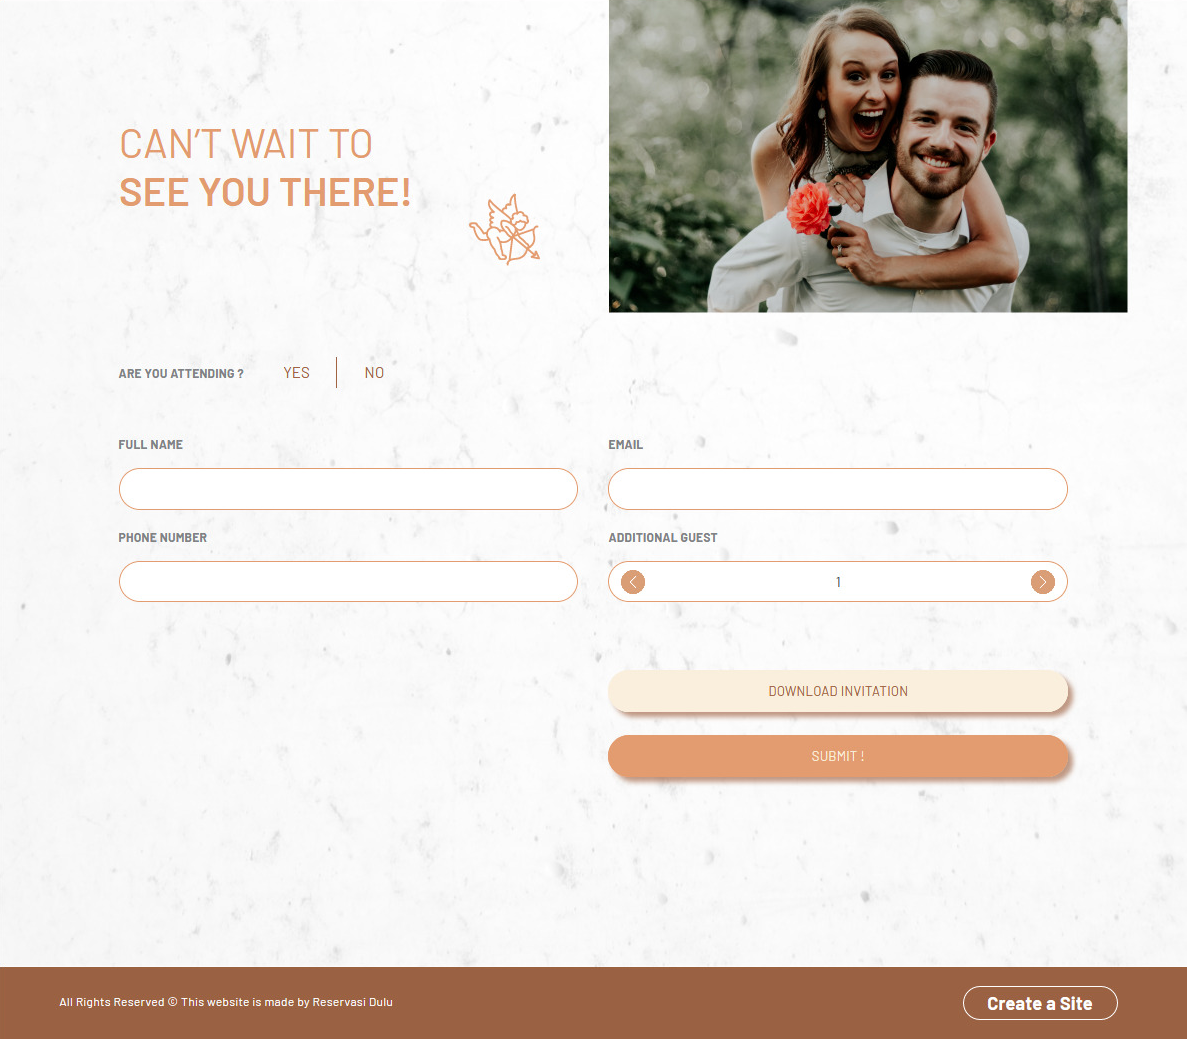 CAN'T WAIT TO
SEE YOU THERE!
ARE YOU ATTENDING ?
YES
NO
FULL NAME
EMAIL
PHONE NUMBER
ADDITIONAL GUEST
1
DOWNLOAD INVITATION
SUBMIT !
All Rights Reserved © This website is made by Reservasi Dulu
Create a Site